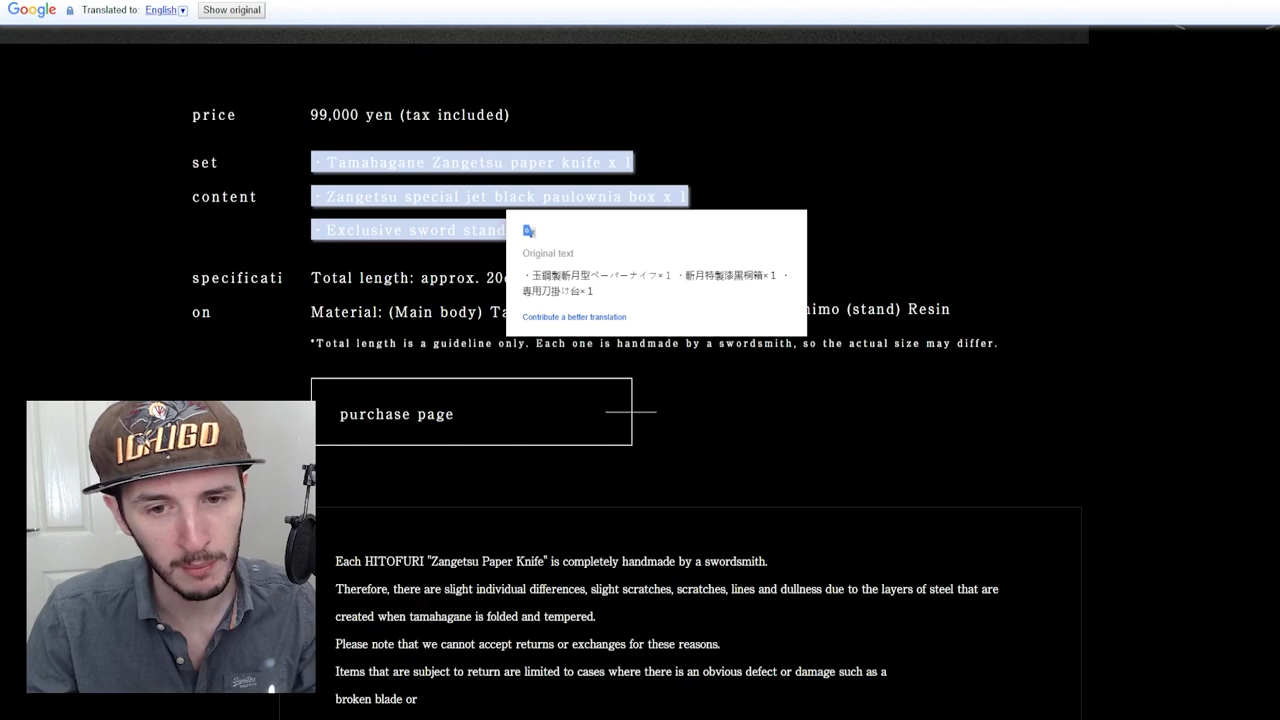 Google Translated to: English Show original
price 99,000 yen (tax included)
set ・Tamahagane Zangetsu paper knife x 1
content ・Zangetsu special jet black paulownia box x 1
・Exclusive sword stand
Original text
・玉鋼製斬月型ペーパーナイフ×１ ・斬月特製漆黒桐箱×１ ・
専用刀掛け台×１
Contribute a better translation
specificati Total length: approx. 20
on Material: (Main body) Ta himo (stand) Resin
*Total length is a guideline only. Each one is handmade by a swordsmith, so the actual size may differ.
purchase page
ICHIGO
Each HITOFURI "Zangetsu Paper Knife" is completely handmade by a swordsmith.
Therefore, there are slight individual differences, slight scratches, scratches, lines and dullness due to the layers of steel that are
created when tamahagane is folded and tempered.
Please note that we cannot accept returns or exchanges for these reasons.
Items that are subject to return are limited to cases where there is an obvious defect or damage such as a
broken blade or